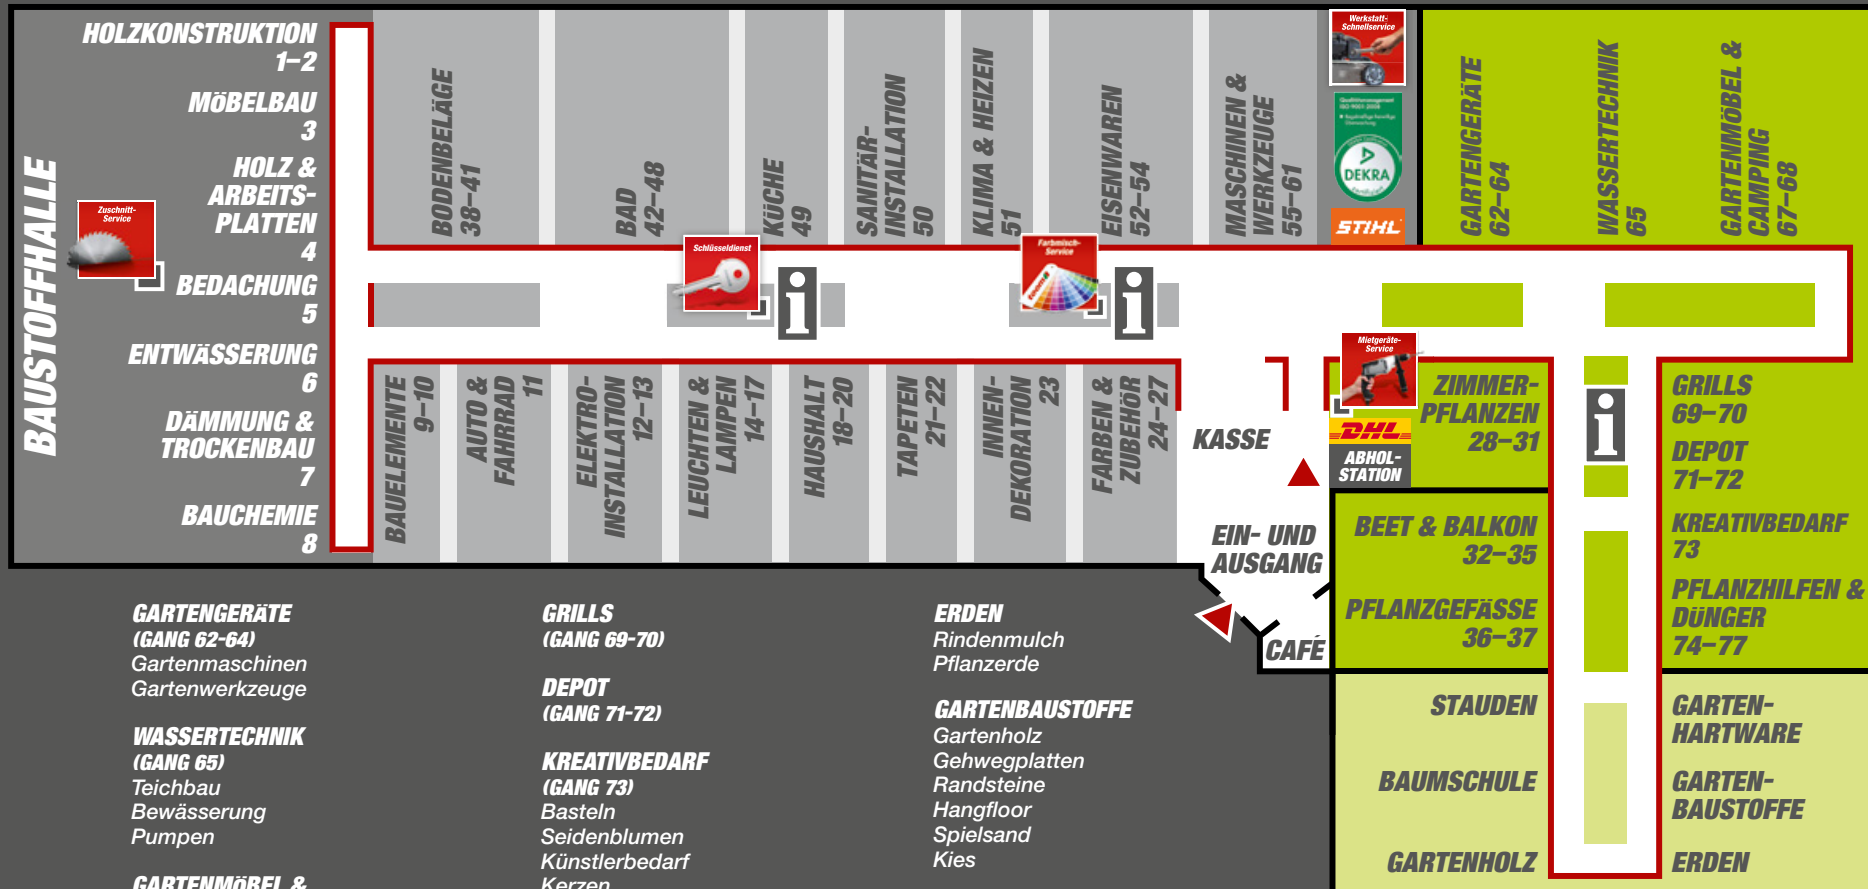 HOLZKONSTRUKTION
1–2
MÖBELBAU
3
HOLZ &
ARBEITS-
PLATTEN
4
BEDACHUNG
5
ENTWÄSSERUNG
6
DÄMMUNG &
TROCKENBAU
7
BAUCHEMIE
8
BAUSTOFFHALLE
Zuschnitt-
Service
BODENBELÄGE
38–41
BAD
42–48
KÜCHE
49
SANITÄR-
INSTALLATION
50
KLIMA & HEIZEN
51
EISENWAREN
52–54
MASCHINEN &
WERKZEUGE
55–61
Werkstatt-
Schnellservice
DEKRA
STIHL
GARTENGERÄTE
62–64
WASSERTECHNIK
65
GARTENMÖBEL &
CAMPING
67–68
Schlüsseldienst
i
Farbmisch-
Service
toom
i
BAUELEMENTE
9–10
AUTO &
FAHRRAD
11
ELEKTRO-
INSTALLATION
12–13
LEUCHTEN &
LAMPEN
14–17
HAUSHALT
18–20
TAPETEN
21–22
INNEN-
DEKORATION
23
FARBEN &
ZUBEHÖR
24–27
KASSE
EIN- UND
AUSGANG
CAFÉ
Mietgeräte-
Service
DHL
ABHOL-
STATION
ZIMMER-
PFLANZEN
28–31
BEET & BALKON
32–35
PFLANZGEFÄSSE
36–37
i
GRILLS
69–70
DEPOT
71–72
KREATIVBEDARF
73
PFLANZHILFEN &
DÜNGER
74–77
STAUDEN
BAUMSCHULE
GARTENHOLZ
GARTEN-
HARTWARE
GARTEN-
BAUSTOFFE
ERDEN
GARTENGERÄTE
(GANG 62-64)
Gartenmaschinen
Gartenwerkzeuge
WASSERTECHNIK
(GANG 65)
Teichbau
Bewässerung
Pumpen
GARTENMÖBEL &
GRILLS
(GANG 69-70)
DEPOT
(GANG 71-72)
KREATIVBEDARF
(GANG 73)
Basteln
Seidenblumen
Künstlerbedarf
Kerzen
ERDEN
Rindenmulch
Pflanzerde
GARTENBAUSTOFFE
Gartenholz
Gehwegplatten
Randsteine
Hangfloor
Spielsand
Kies